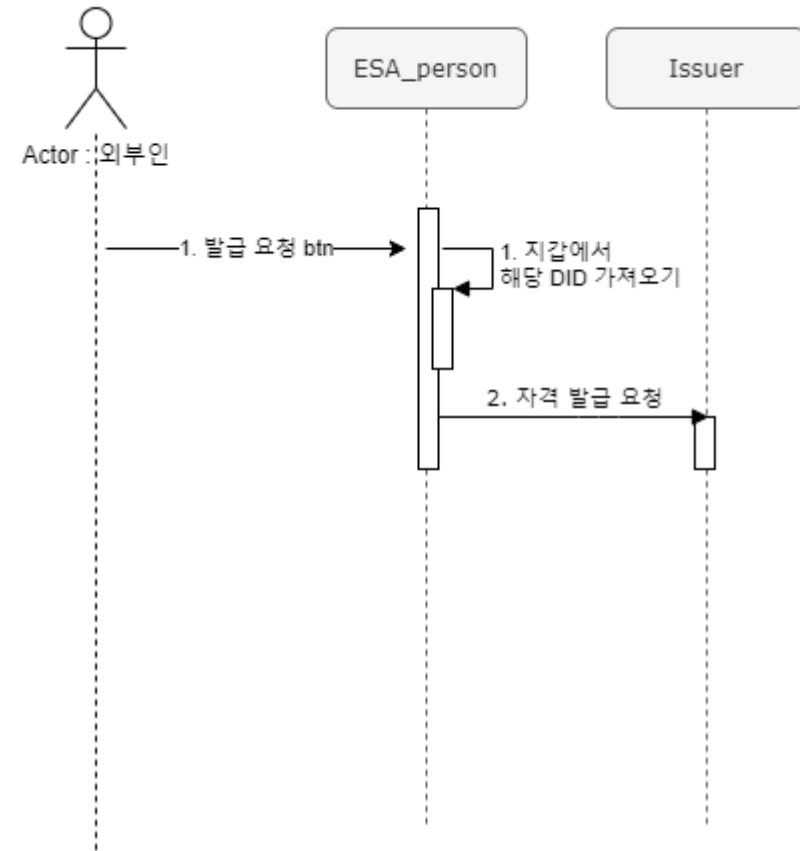 ESA_person
Issuer
Actor : 외부인
1. 발급 요청 btn
1. 지갑에서
해당 DID 가져오기
2. 자격 발급 요청